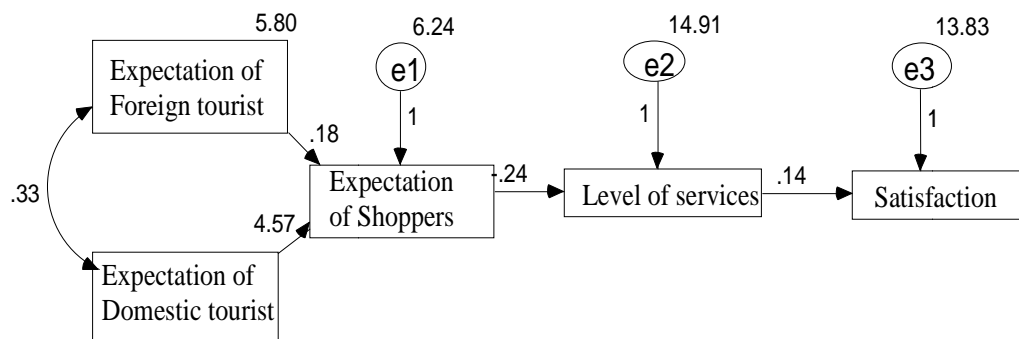 5.80
6.24
14.91
13.83
Expectation of
Foreign tourist
e1
e2
e3
1
1
1
.18
.33
Expectation
of Shoppers
-.24
Level of services
.14
Satisfaction
4.57
Expectation of
Domestic tourist